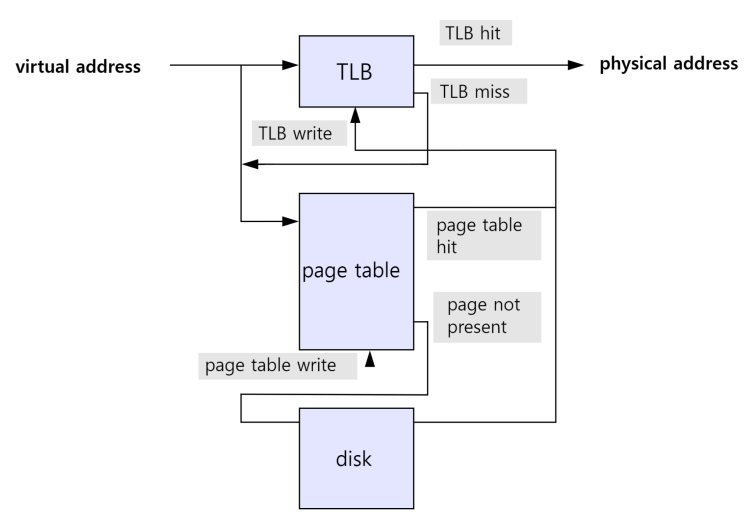 TLB hit
virtual address
TLB
physical address
TLB miss
TLB write
page table
hit
page table
page not
present
page table write
disk